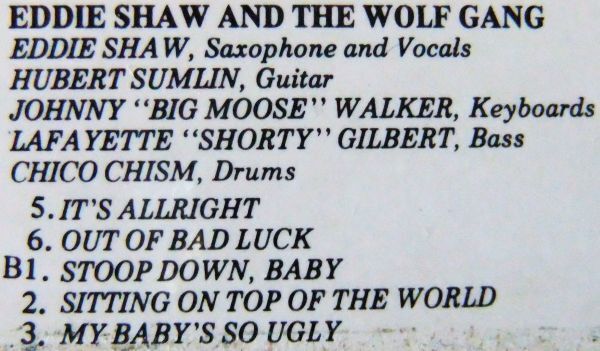 EDDIE SHAW AND THE WOLF GANG
EDDIE SHAW, Saxophone and Vocals
HUBERT SUMLIN, Guitar
JOHNNY "BIG MOOSE" WALKER, Keyboards
LAFAYETTE "SHORTY" GILBERT, Bass
CHICO CHISM, Drums
5. IT'S ALLRIGHT
6. OUT OF BAD LUCK
B1. STOOP DOWN, BABY
2. SITTING ON TOP OF THE WORLD
3. MY BABY'S SO UGLY